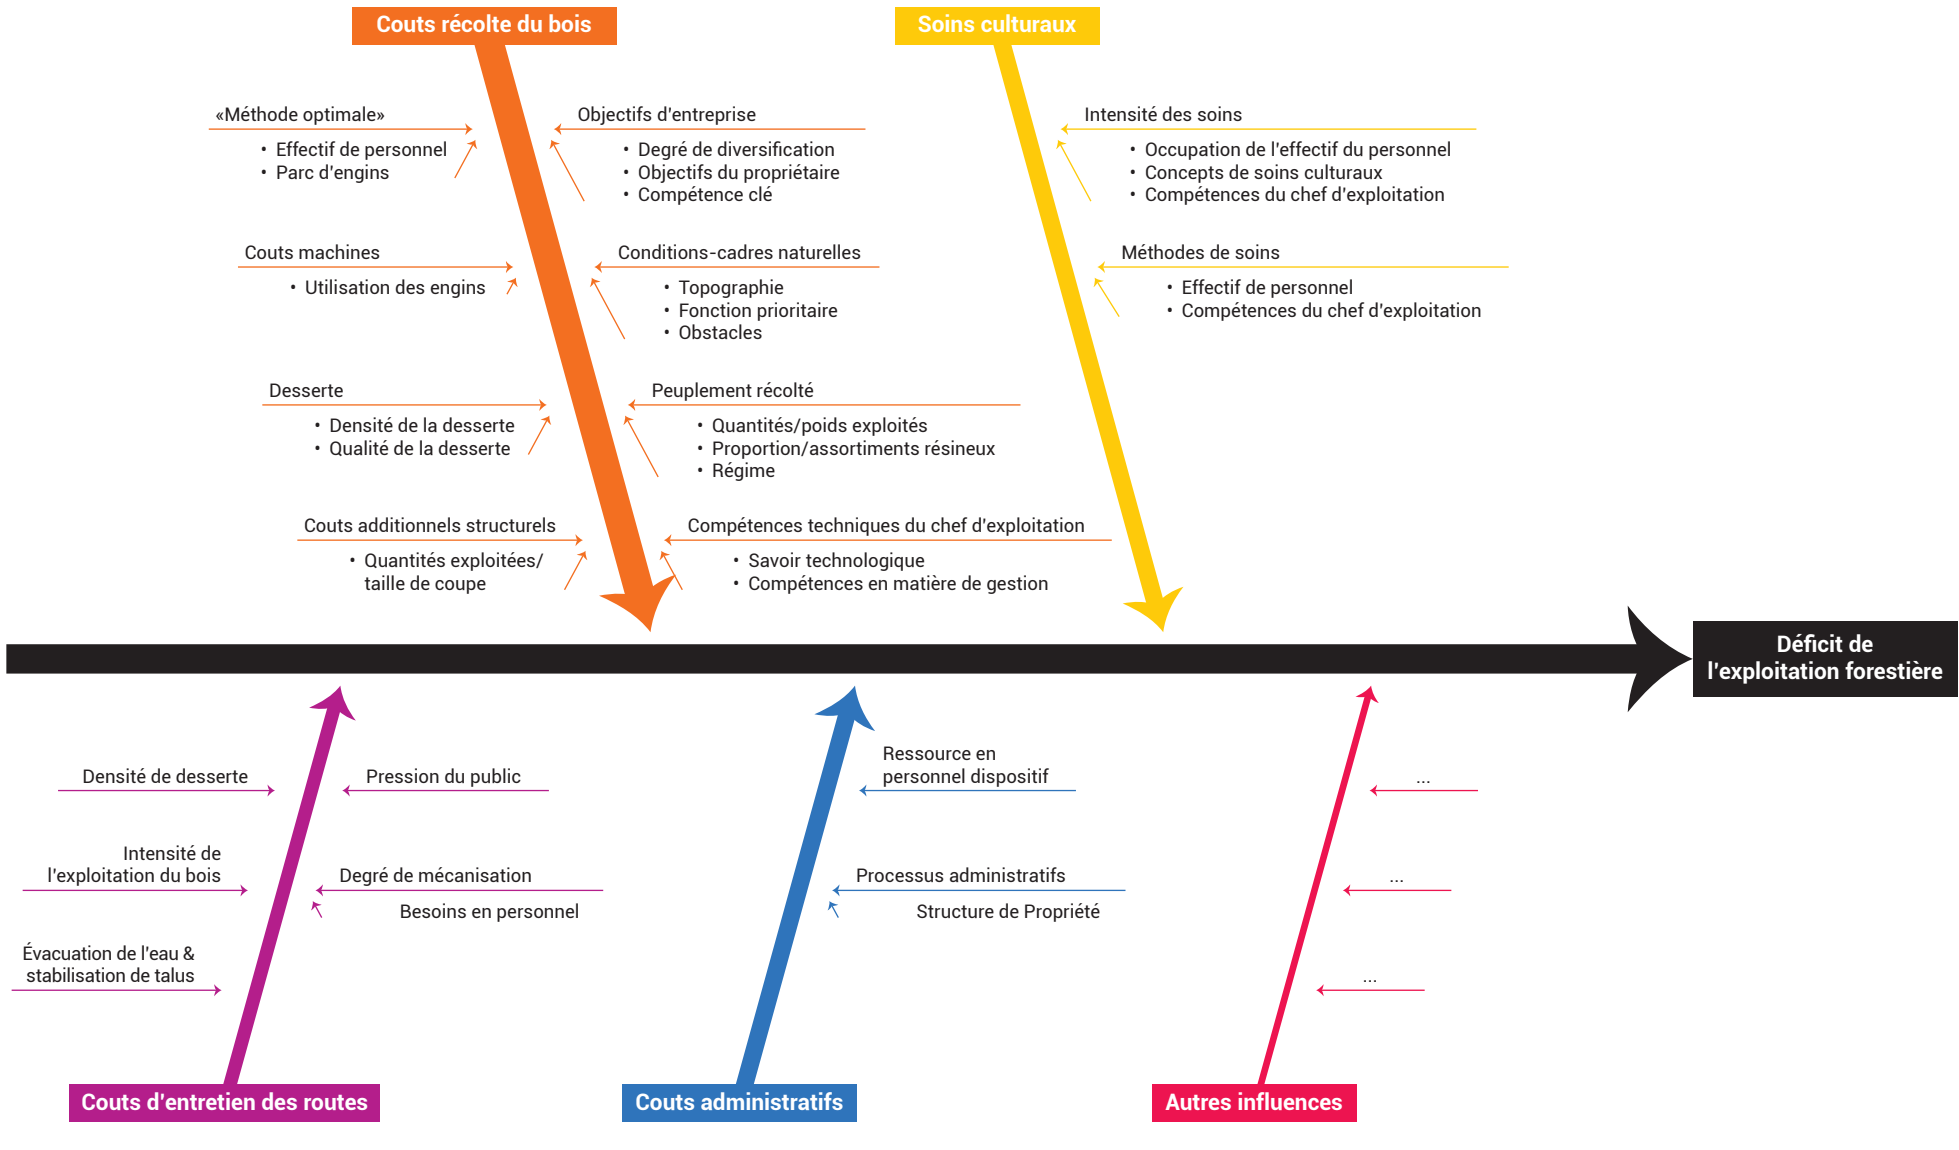 Couts récolte du bois
Soins culturaux
«Méthode optimale»
• Effectif de personnel
• Parc d'engins
Objectifs d'entreprise
• Degré de diversification
• Objectifs du propriétaire
• Compétence clé
Intensité des soins
• Occupation de l'effectif du personnel
• Concepts de soins culturaux
• Compétences du chef d'exploitation
Couts machines
• Utilisation des engins
Conditions-cadres naturelles
• Topographie
• Fonction prioritaire
• Obstacles
Méthodes de soins
• Effectif de personnel
• Compétences du chef d'exploitation
Desserte
• Densité de la desserte
• Qualité de la desserte
Peuplement récolté
• Quantités/poids exploités
• Proportion/assortiments résineux
• Régime
Couts additionnels structurels
• Quantités exploitées/
taille de coupe
Compétences techniques du chef d'exploitation
• Savoir technologique
• Compétences en matière de gestion
Déficit de
l'exploitation forestière
Densité de desserte
Pression du public
Ressource en
personnel dispositif
...
Intensité de
l'exploitation du bois
Degré de mécanisation
Besoins en personnel
Processus administratifs
Structure de Propriété
...
Évacuation de l'eau &
stabilisation de talus
...
Couts d'entretien des routes
Couts administratifs
Autres influences